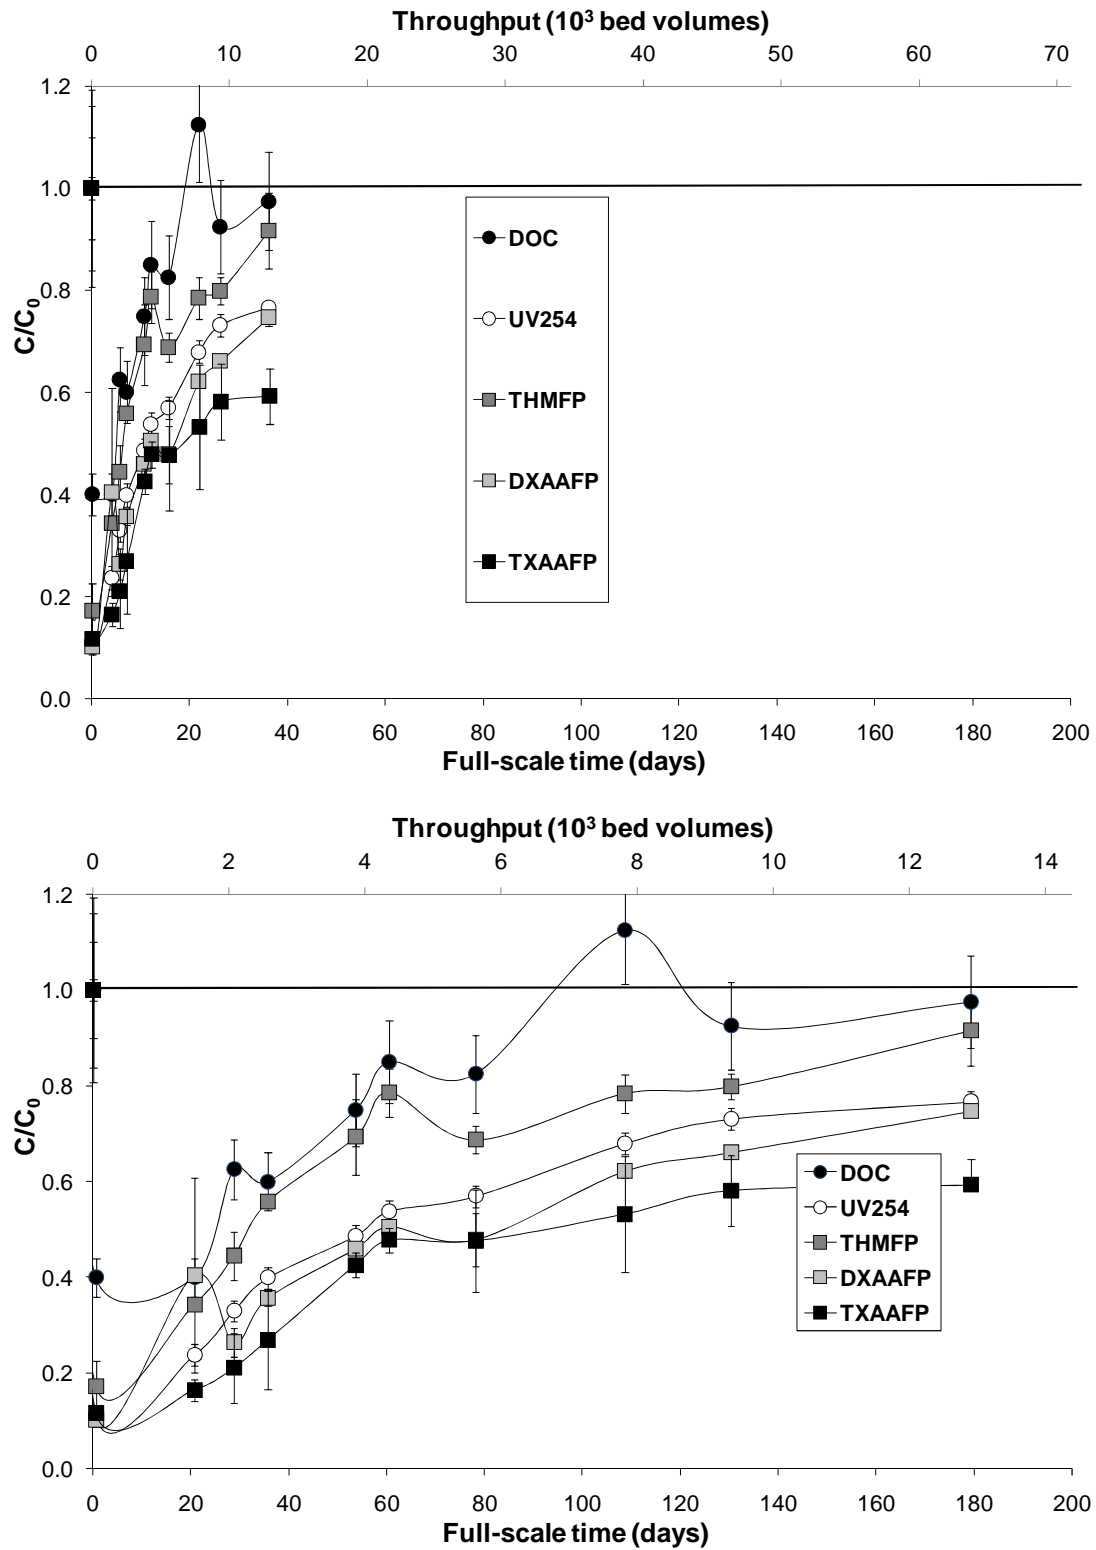 Throughput (10³ bed volumes)
0 10 20 30 40 50 60 70
1.2
1.0
0.8
0.6
0.4
0.2
0.0
C/C₀
DOC
UV254
THMFP
DXAAFP
TXAAFP
0 20 40 60 80 100 120 140 160 180 200
Full-scale time (days)
Throughput (10³ bed volumes)
0 2 4 6 8 10 12 14
1.2
1.0
0.8
0.6
0.4
0.2
0.0
C/C₀
DOC
UV254
THMFP
DXAAFP
TXAAFP
0 20 40 60 80 100 120 140 160 180 200
Full-scale time (days)